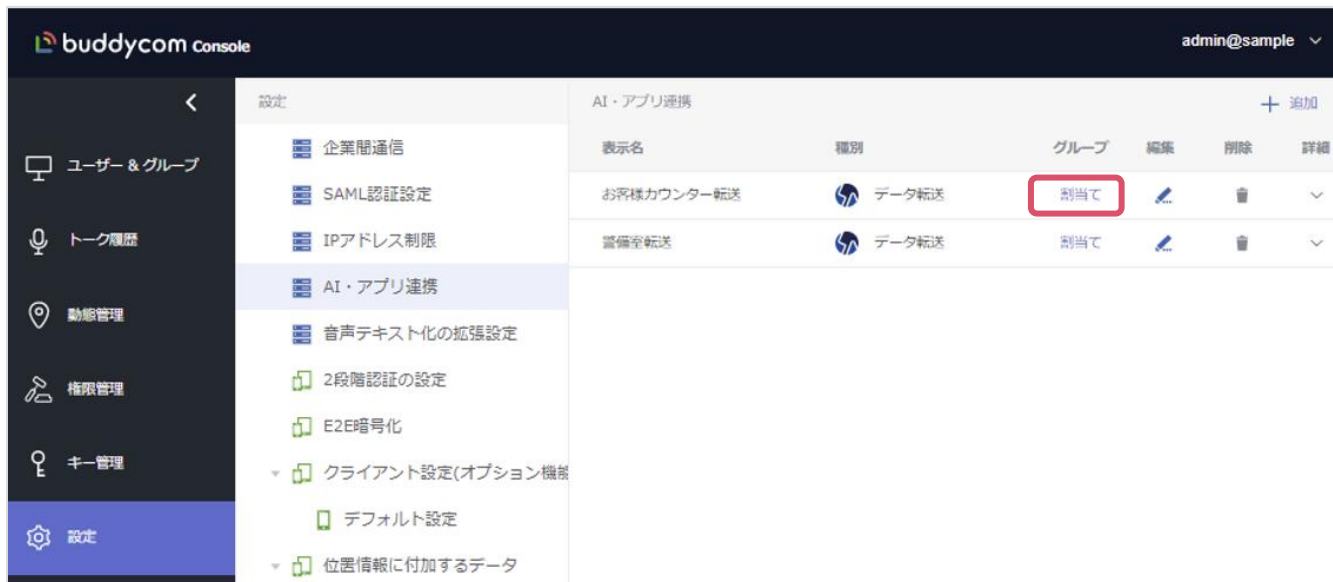 buddycom Console
admin@sample
設定
AI・アプリ連携
追加
ユーザー & グループ
トーク履歴
動態管理
権限管理
キー管理
設定
企業間通信
SAML認証設定
IPアドレス制限
AI・アプリ連携
音声テキスト化の拡張設定
2段階認証の設定
E2E暗号化
クライアント設定(オプション機能
デフォルト設定
位置情報に付加するデータ
表示名 種別 グループ 編集 削除 詳細
お客様カウンター転送 データ転送 割当て
警備室転送 データ転送 割当て